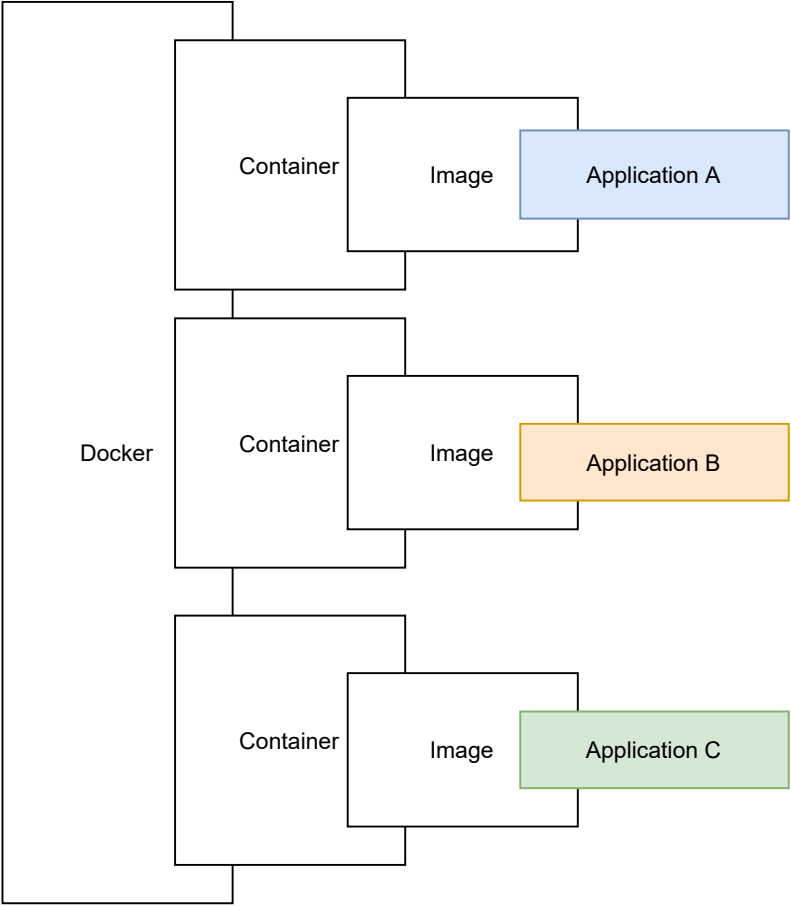 Container
Image
Application A
Docker
Container
Image
Application B
Container
Image
Application C